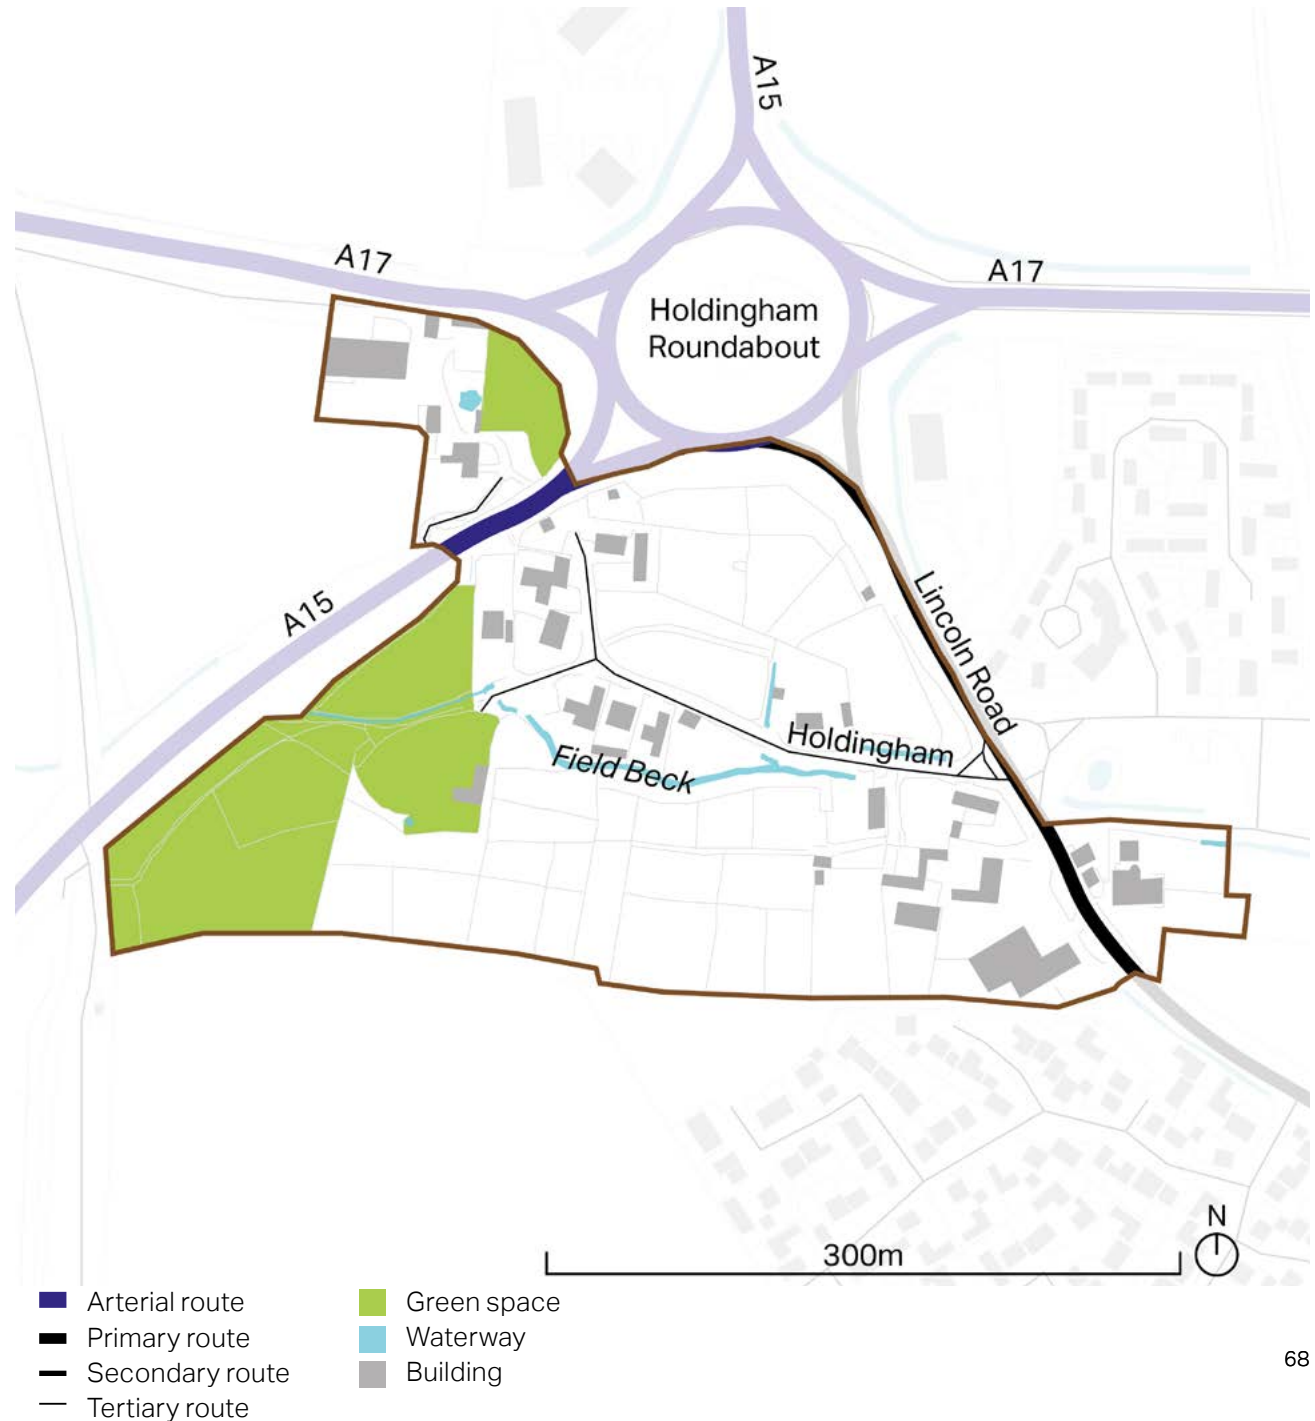 A15
A17
A17
Holdingham
Roundabout
A15
Lincoln Road
Holdingham
Field Beck
N
300m
Arterial route
Primary route
Secondary route
Tertiary route
Green space
Waterway
Building
68